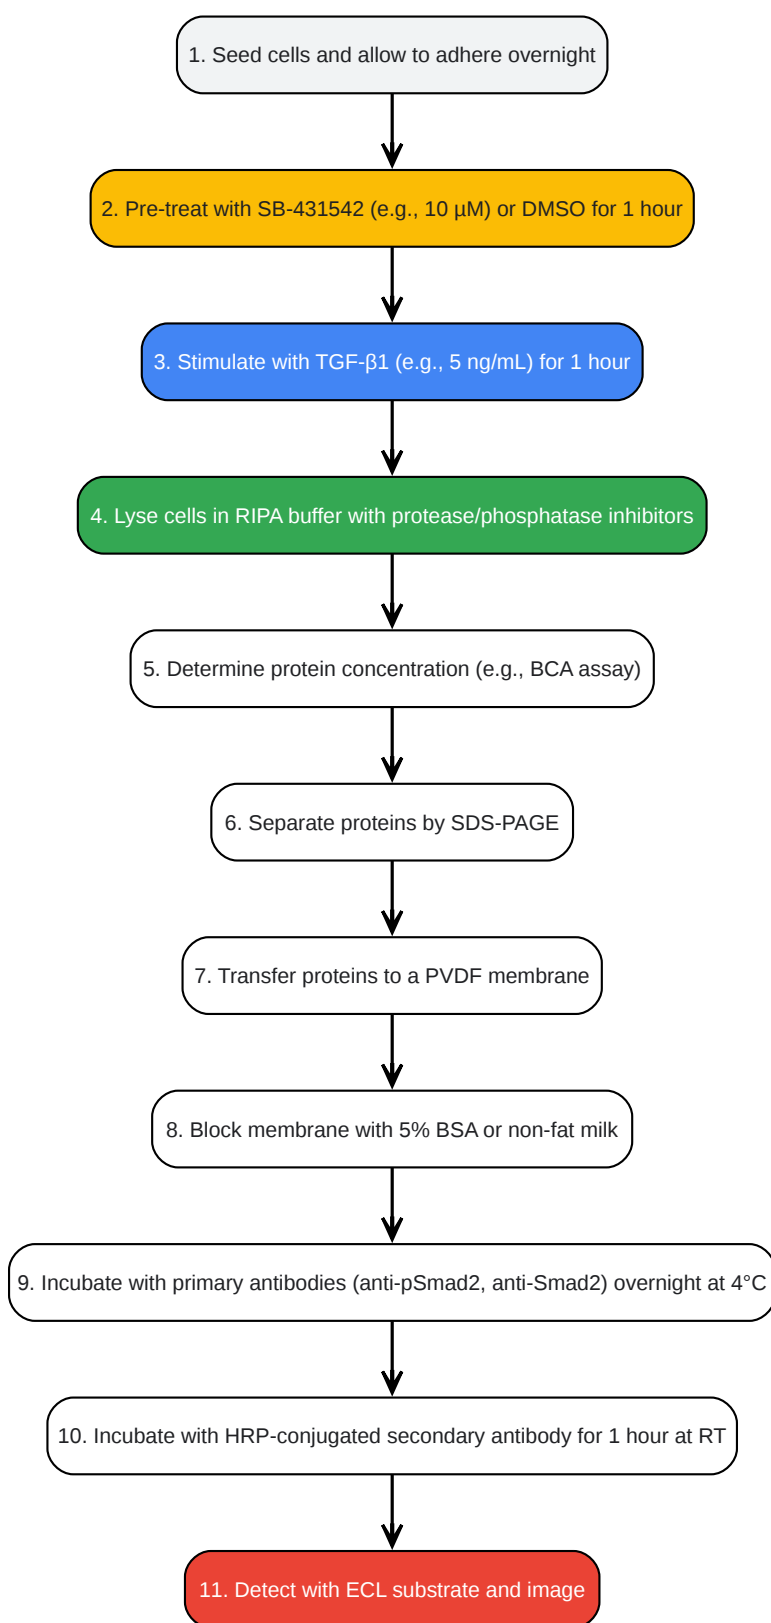 1. Seed cells and allow to adhere overnight
2. Pre-treat with SB-431542 (e.g., 10 µM) or DMSO for 1 hour
3. Stimulate with TGF-β1 (e.g., 5 ng/mL) for 1 hour
4. Lyse cells in RIPA buffer with protease/phosphatase inhibitors
5. Determine protein concentration (e.g., BCA assay)
6. Separate proteins by SDS-PAGE
7. Transfer proteins to a PVDF membrane
8. Block membrane with 5% BSA or non-fat milk
9. Incubate with primary antibodies (anti-pSmad2, anti-Smad2) overnight at 4°C
10. Incubate with HRP-conjugated secondary antibody for 1 hour at RT
11. Detect with ECL substrate and image